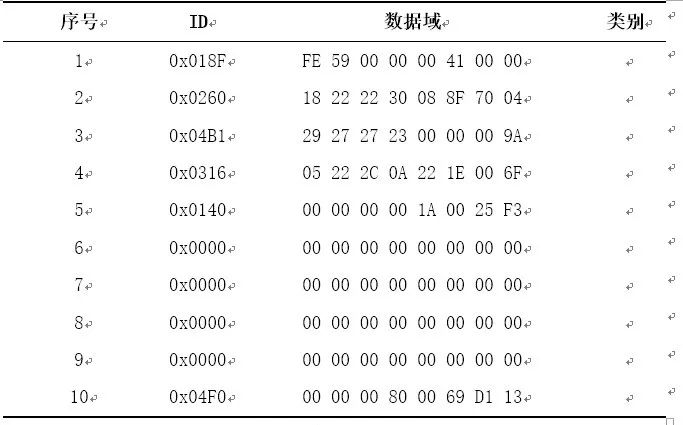 序号 ID 数据域 类别
1 0x018F FE 59 00 00 00 41 00 00
2 0x0260 18 22 22 30 08 8F 70 04
3 0x04B1 29 27 27 23 00 00 00 9A
4 0x0316 05 22 2C 0A 22 1E 00 6F
5 0x0140 00 00 00 00 1A 00 25 F3
6 0x0000 00 00 00 00 00 00 00 00
7 0x0000 00 00 00 00 00 00 00 00
8 0x0000 00 00 00 00 00 00 00 00
9 0x0000 00 00 00 00 00 00 00 00
10 0x04F0 00 00 00 80 00 69 D1 13